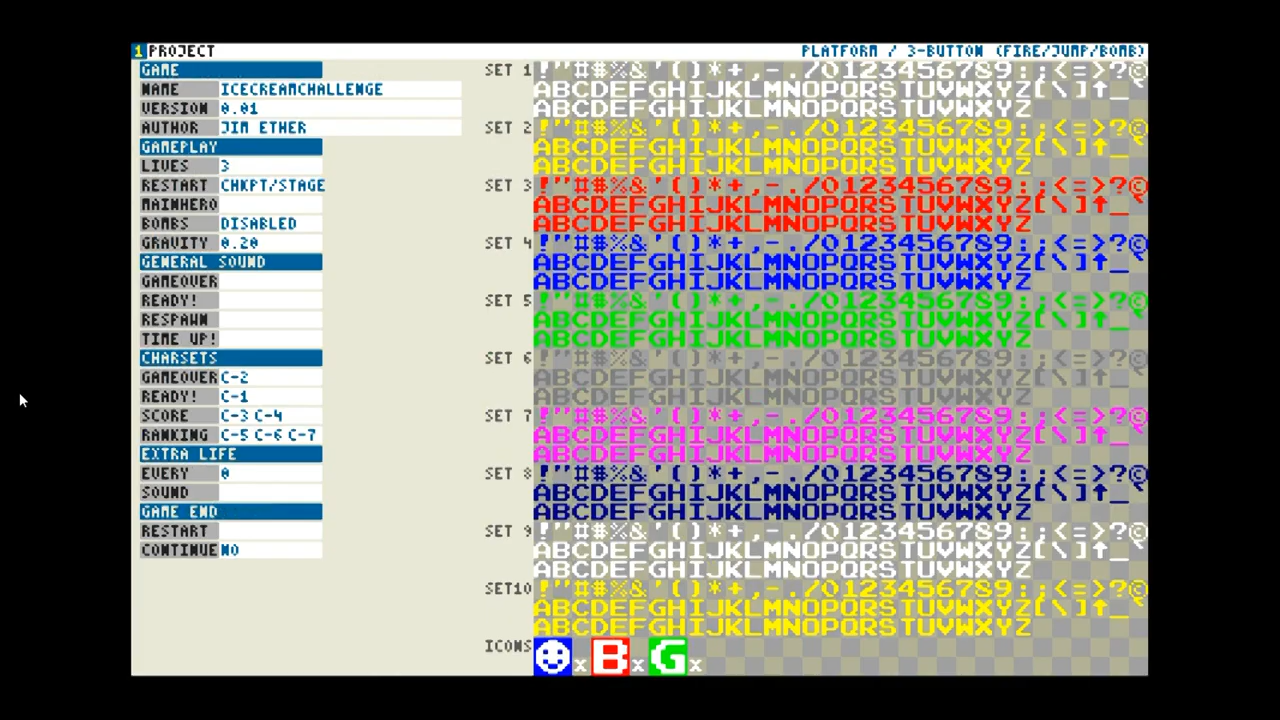 1 PROJECT
PLATFORM / 3-BUTTON (FIRE/JUMP/BOMB)
GAME
NAME ICECREAMCHALLENGE
VERSION 0.01
AUTHOR JIM ETHER
GAMEPLAY
LIVES 3
RESTART CHKPT/STAGE
MAINHERO
BOMBS DISABLED
GRAVITY 0.20
GENERAL SOUND
GAMEOVER
READY!
RESPAWN
TIME UP!
CHARSETS
GAMEOVER C-2
READY! C-1
SCORE C-3 C-4
RANKING C-5 C-6 C-7
EXTRA LIFE
EVERY 0
SOUND
GAME END
RESTART
CONTINUE NO
SET 1 !"##%&'()*+,-./0123456789:;<=>?©
ABCDEFGHIJKLMNOPQRSTUVWXYZ[\]↑_`
ABCDEFGHIJKLMNOPQRSTUVWXYZ
SET 2 !"##%&'()*+,-./0123456789:;<=>?©
ABCDEFGHIJKLMNOPQRSTUVWXYZ[\]↑_`
ABCDEFGHIJKLMNOPQRSTUVWXYZ
SET 3 !"##%&'()*+,-./0123456789:;<=>?©
ABCDEFGHIJKLMNOPQRSTUVWXYZ[\]↑_`
ABCDEFGHIJKLMNOPQRSTUVWXYZ
SET 4 !"##%&'()*+,-./0123456789:;<=>?©
ABCDEFGHIJKLMNOPQRSTUVWXYZ[\]↑_`
ABCDEFGHIJKLMNOPQRSTUVWXYZ
SET 5 !"##%&'()*+,-./0123456789:;<=>?©
ABCDEFGHIJKLMNOPQRSTUVWXYZ[\]↑_`
ABCDEFGHIJKLMNOPQRSTUVWXYZ
SET 6 !"##%&'()*+,-./0123456789:;<=>?©
ABCDEFGHIJKLMNOPQRSTUVWXYZ[\]↑_`
ABCDEFGHIJKLMNOPQRSTUVWXYZ
SET 7 !"##%&'()*+,-./0123456789:;<=>?©
ABCDEFGHIJKLMNOPQRSTUVWXYZ[\]↑_`
ABCDEFGHIJKLMNOPQRSTUVWXYZ
SET 8 !"##%&'()*+,-./0123456789:;<=>?©
ABCDEFGHIJKLMNOPQRSTUVWXYZ[\]↑_`
ABCDEFGHIJKLMNOPQRSTUVWXYZ
SET 9 !"##%&'()*+,-./0123456789:;<=>?©
ABCDEFGHIJKLMNOPQRSTUVWXYZ[\]↑_`
ABCDEFGHIJKLMNOPQRSTUVWXYZ
SET10 !"##%&'()*+,-./0123456789:;<=>?©
ABCDEFGHIJKLMNOPQRSTUVWXYZ[\]↑_`
ABCDEFGHIJKLMNOPQRSTUVWXYZ
ICONS x B x G x